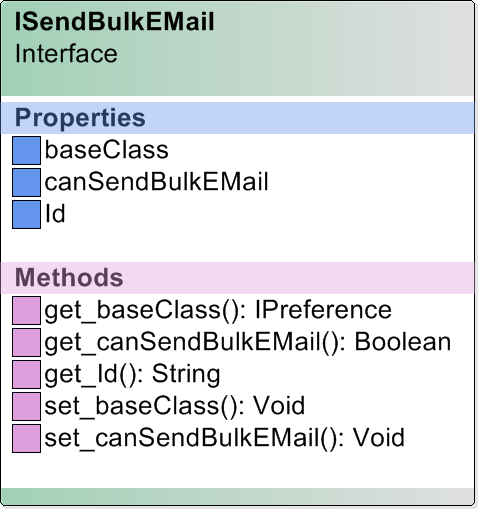 ISendBulkEMail
Interface
Properties
baseClass
canSendBulkEMail
Id
Methods
get_baseClass(): IPreference
get_canSendBulkEMail(): Boolean
get_Id(): String
set_baseClass(): Void
set_canSendBulkEMail(): Void